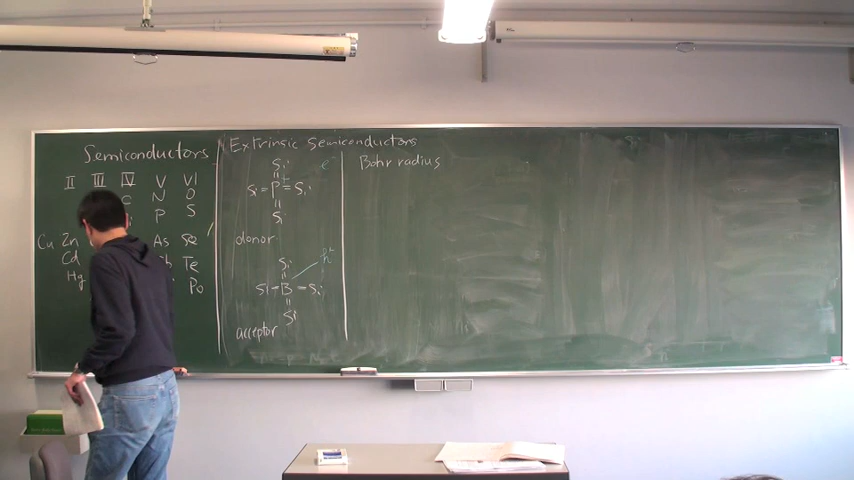 Semiconductors
II III IV V VI
C N O
P S
Cu Zn As Se
Cd Te
Hg Po
Extrinsic Semiconductors
Si e⁻
Si = P = Si
Si
donor
Si h⁺
Si - B - Si
Si
acceptor
Bohr radius